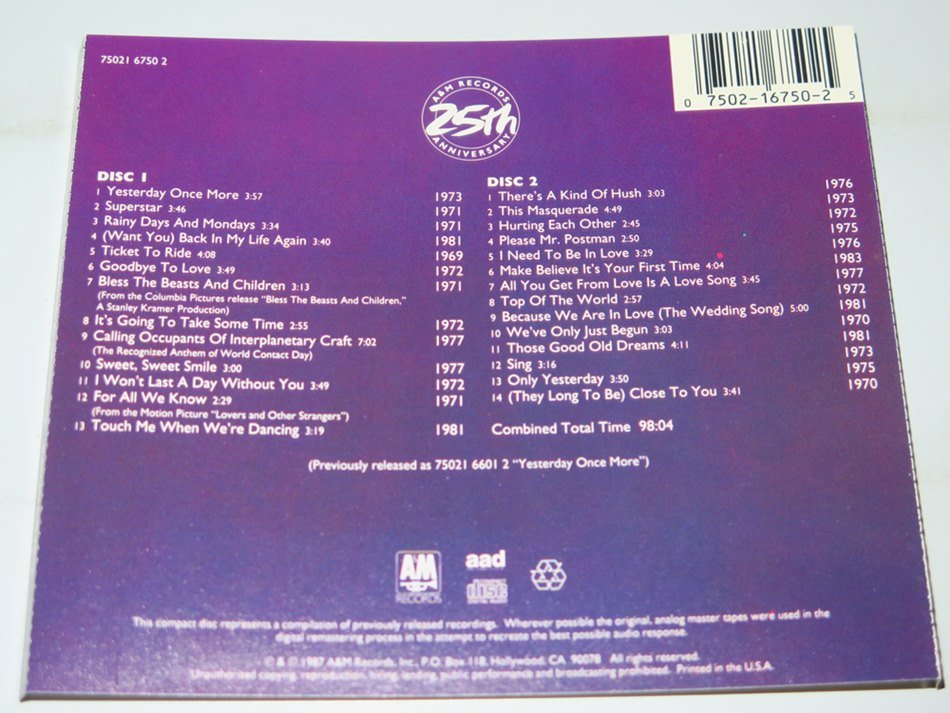 75021 6750 2
0 7502-16750-2 5
A&M RECORDS
25th
ANNIVERSARY
DISC 1
1 Yesterday Once More 3:57 1973
2 Superstar 3:46 1971
3 Rainy Days And Mondays 3:34 1971
4 (Want You) Back In My Life Again 3:40 1981
5 Ticket To Ride 4:08 1969
6 Goodbye To Love 3:49 1972
7 Bless The Beasts And Children 3:13 1971
(From the Columbia Pictures release "Bless The Beasts And Children,"
A Stanley Kramer Production)
8 It's Going To Take Some Time 2:55 1972
9 Calling Occupants Of Interplanetary Craft 7:02 1977
(The Recognized Anthem of World Contact Day)
10 Sweet, Sweet Smile 3:00 1977
11 I Won't Last A Day Without You 3:49 1972
12 For All We Know 2:29 1971
(From the Motion Picture "Lovers and Other Strangers")
13 Touch Me When We're Dancing 3:19 1981
DISC 2
1 There's A Kind Of Hush 3:03 1976
2 This Masquerade 4:49 1973
3 Hurting Each Other 2:45 1972
4 Please Mr. Postman 2:50 1975
5 I Need To Be In Love 3:29 1976
6 Make Believe It's Your First Time 4:04 1983
7 All You Get From Love Is A Love Song 3:45 1977
8 Top Of The World 2:57 1972
9 Because We Are In Love (The Wedding Song) 5:00 1981
10 We've Only Just Begun 3:03 1970
11 Those Good Old Dreams 4:11 1981
12 Sing 3:16 1973
13 Only Yesterday 3:50 1975
14 (They Long To Be) Close To You 3:41 1970
Combined Total Time 98:04
(Previously released as 75021 6601 2 "Yesterday Once More")
A&M
RECORDS
aad
COMPACT
disc
DIGITAL AUDIO
This compact disc represents a compilation of previously released recordings. Wherever possible the original, analog master tapes were used in the
digital remastering process in the attempt to recreate the best possible audio response.
℗ & © 1987 A&M Records, Inc., P.O. Box 118, Hollywood, CA 90078 All rights reserved.
Unauthorized copying, reproduction, hiring, lending, public performance and broadcasting prohibited. Printed in the U.S.A.